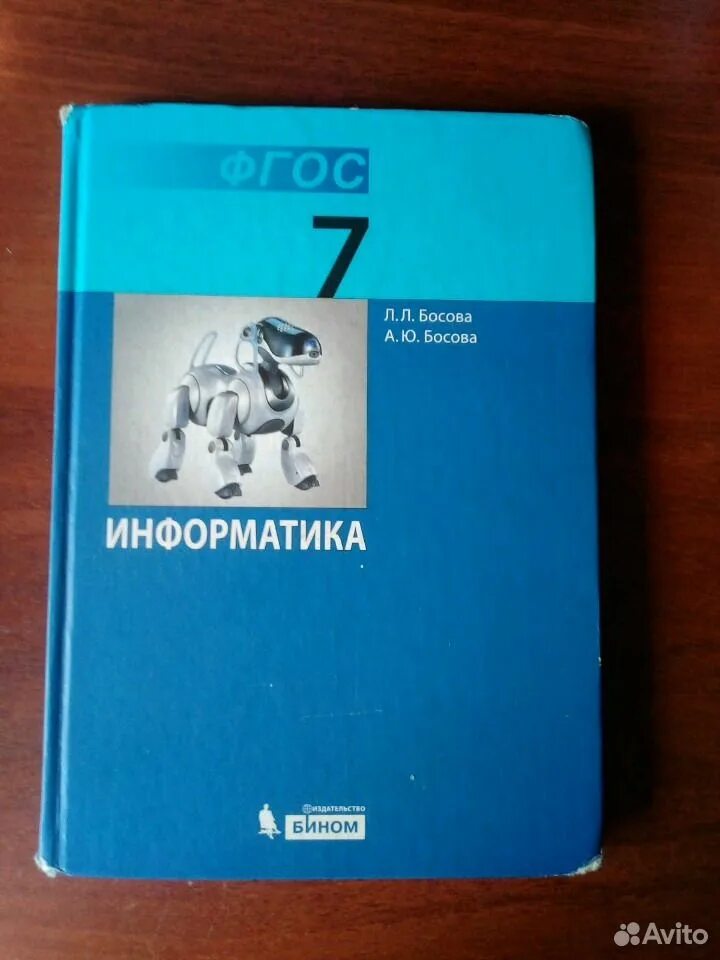 ФГОС
7
Л.Л. Босова
А.Ю. Босова
ИНФОРМАТИКА
ИЗДАТЕЛЬСТВО
БИНОМ
Avito